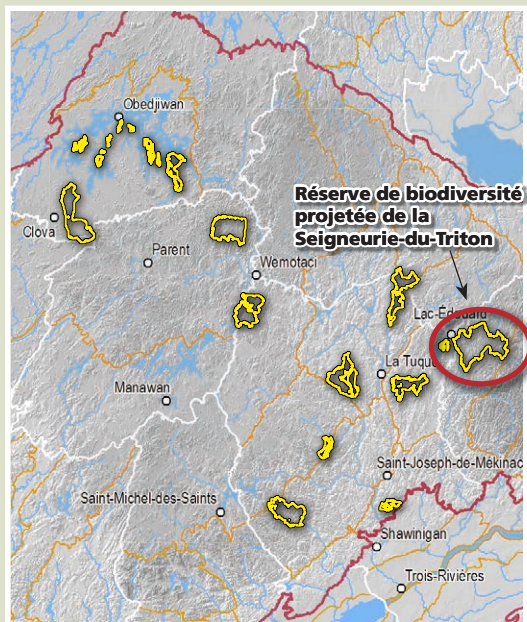 Obedjiwan
Réserve de biodiversité
projetée de la
Seigneurie-du-Triton
Clova
Parent
Wemotaci
Lac-Édouard
La Tuque
Manawan
Saint-Joseph-de-Mékinac
Saint-Michel-des-Saints
Shawinigan
Trois-Rivières